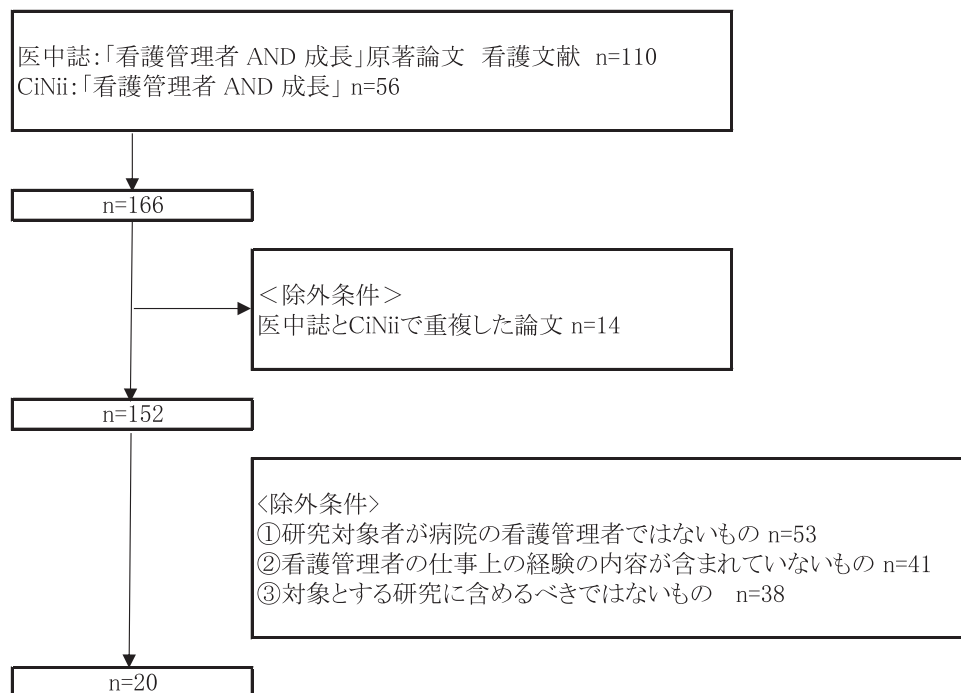 医中誌：「看護管理者 AND 成長」原著論文　看護文献 n=110
CiNii：「看護管理者 AND 成長」 n=56
n=166
＜除外条件＞
医中誌とCiNiiで重複した論文 n=14
n=152
<除外条件>
①研究対象者が病院の看護管理者ではないもの n=53
②看護管理者の仕事上の経験の内容が含まれていないもの n=41
③対象とする研究に含めるべきではないもの　n=38
n=20